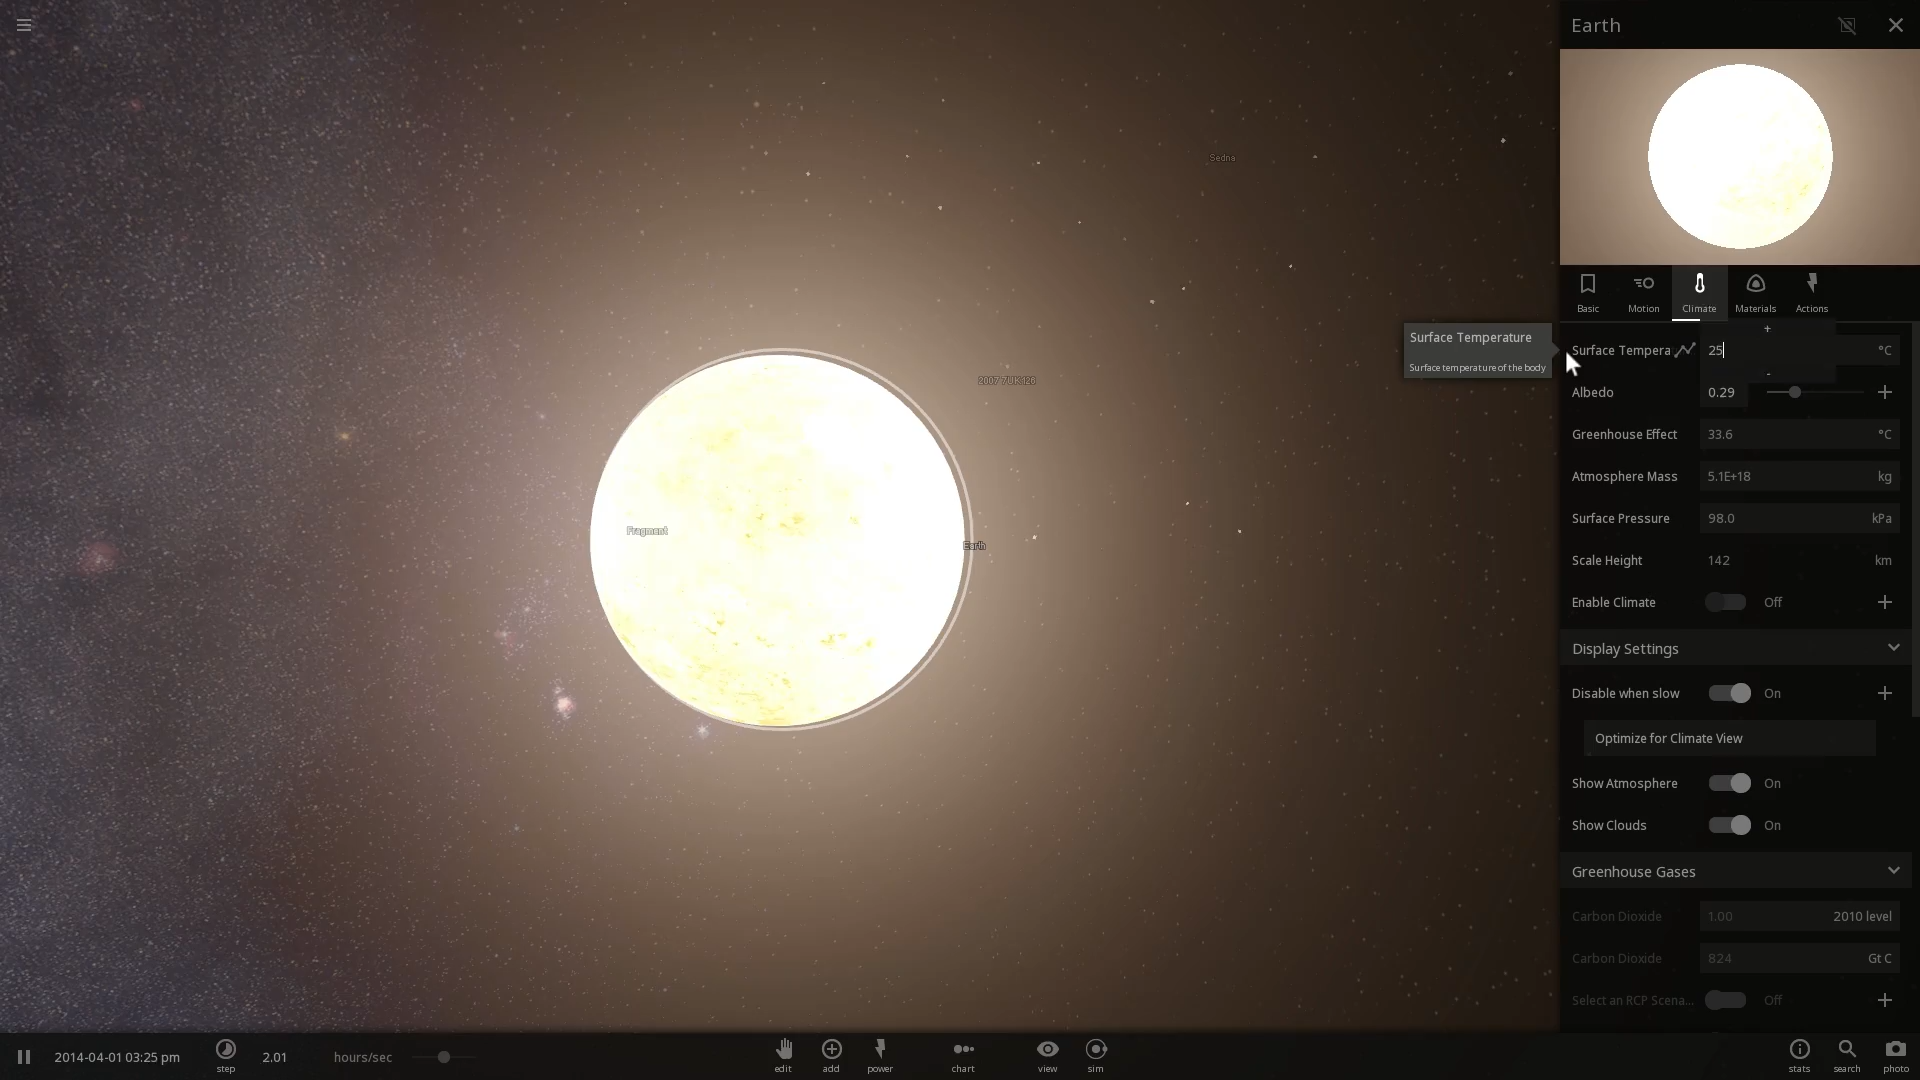 Earth
Sedna
Basic
Motion
Climate
Materials
Actions
+
Surface Temperature
Surface temperature of the body
Surface Tempera
25
°C
-
Albedo
0.29
+
Greenhouse Effect
33.6
°C
Atmosphere Mass
5.1E+18
kg
Surface Pressure
98.0
kPa
Scale Height
142
km
Fragment
Earth
Enable Climate
Off
+
Display Settings
Disable when slow
On
+
Optimize for Climate View
Show Atmosphere
On
Show Clouds
On
Greenhouse Gases
Carbon Dioxide
1.00
2010 level
Carbon Dioxide
824
Gt C
Select an RCP Scena...
Off
+
2014-04-01 03:25 pm
step
2.01
hours/sec
edit
add
power
chart
view
sim
stats
search
photo